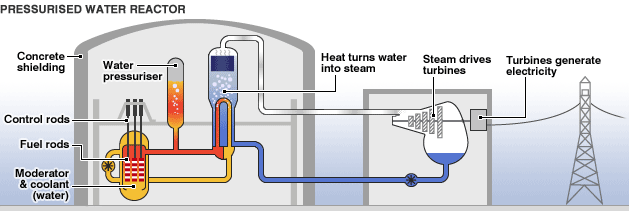 PRESSURISED WATER REACTOR
Concrete
shielding
Water
pressuriser
Heat turns water
into steam
Steam drives
turbines
Turbines generate
electricity
Control rods
Fuel rods
Moderator
& coolant
(water)